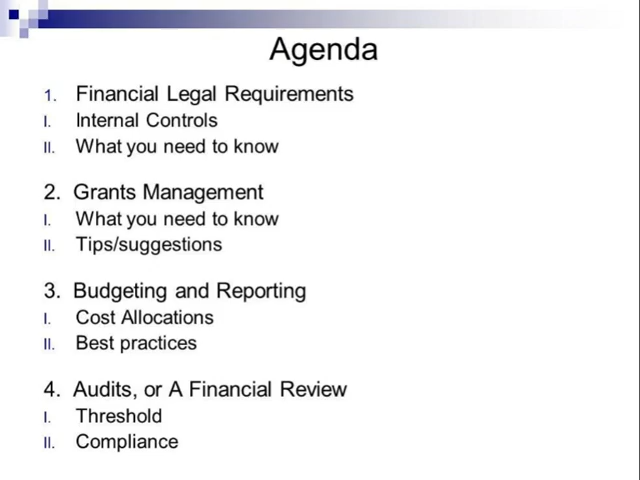 Agenda
1. Financial Legal Requirements
I. Internal Controls
II. What you need to know
2. Grants Management
I. What you need to know
II. Tips/suggestions
3. Budgeting and Reporting
I. Cost Allocations
II. Best practices
4. Audits, or A Financial Review
I. Threshold
II. Compliance